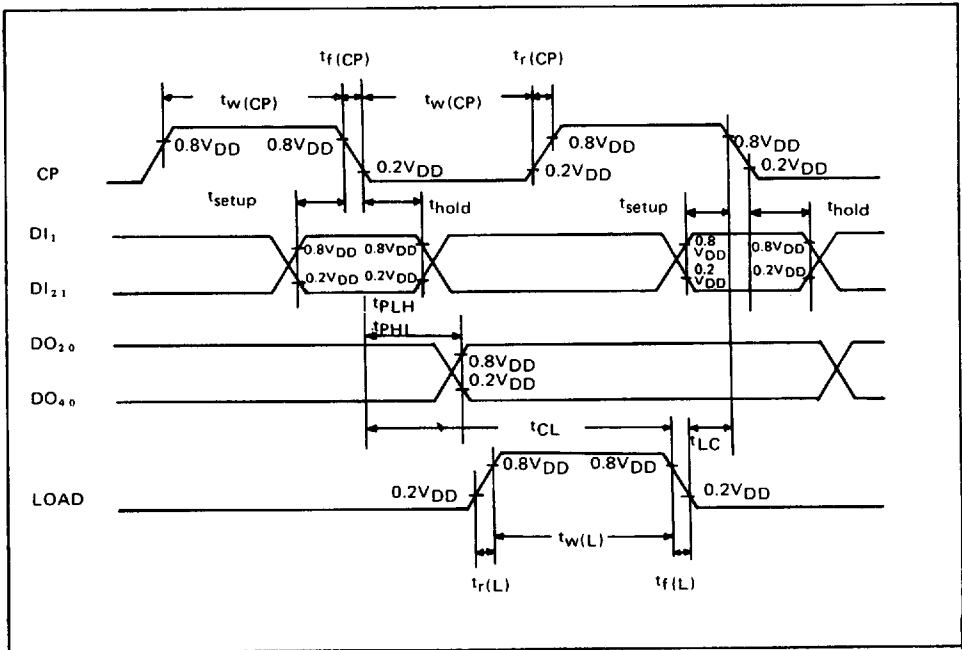 tf(CP) tr(CP)
tw(CP) tw(CP)
0.8VDD 0.8VDD 0.8VDD 0.8VDD
CP 0.2VDD 0.2VDD 0.2VDD
tsetup thold tsetup thold
DI1 0.8VDD 0.8VDD 0.8 VDD 0.8VDD
DI21 0.2VDD 0.2VDD 0.2 VDD 0.2VDD
tPLH
tPHL
DO20 0.8VDD
DO40 0.2VDD
tCL tLC
0.8VDD 0.8VDD
LOAD 0.2VDD 0.2VDD
tw(L)
tr(L) tf(L)